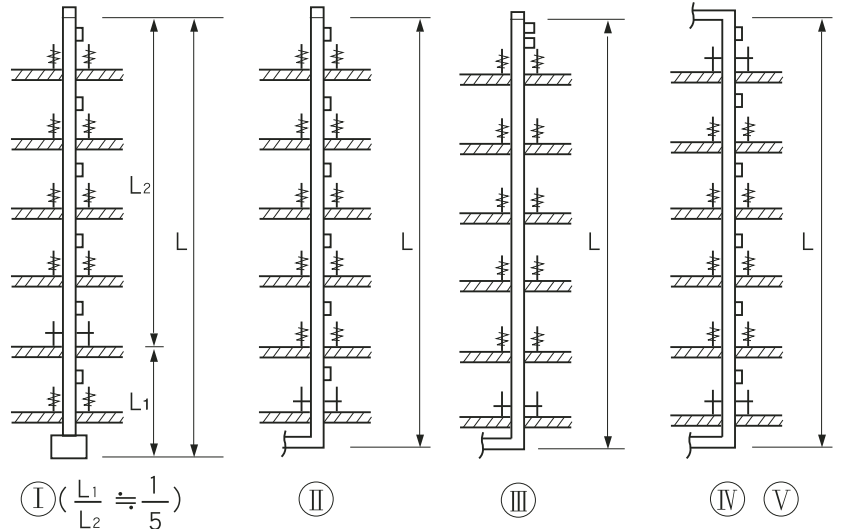 L₂
L
L₁
L
L
L
Ⓘ ( L₁/L₂ ≒ 1/5 )
Ⅱ
Ⅲ
Ⅳ Ⅴ